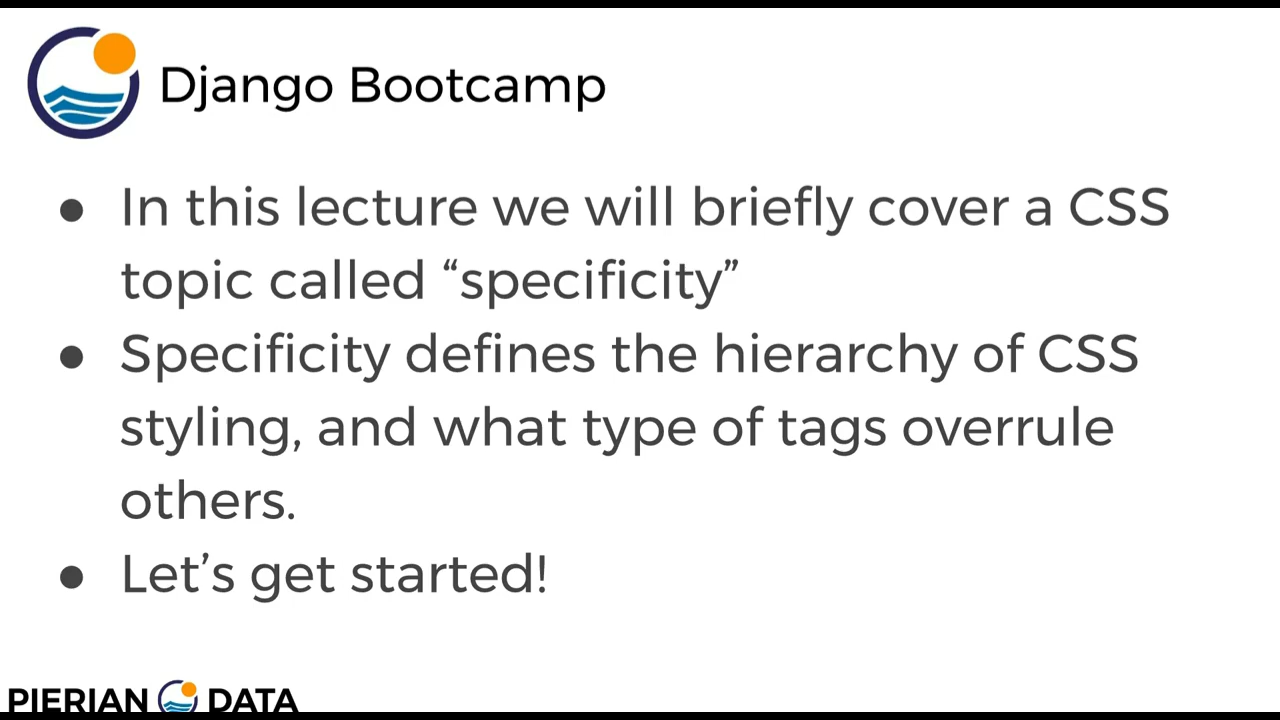 Django Bootcamp
● In this lecture we will briefly cover a CSS
topic called “specificity”
● Specificity defines the hierarchy of CSS
styling, and what type of tags overrule
others.
● Let’s get started!
PIERIAN DATA